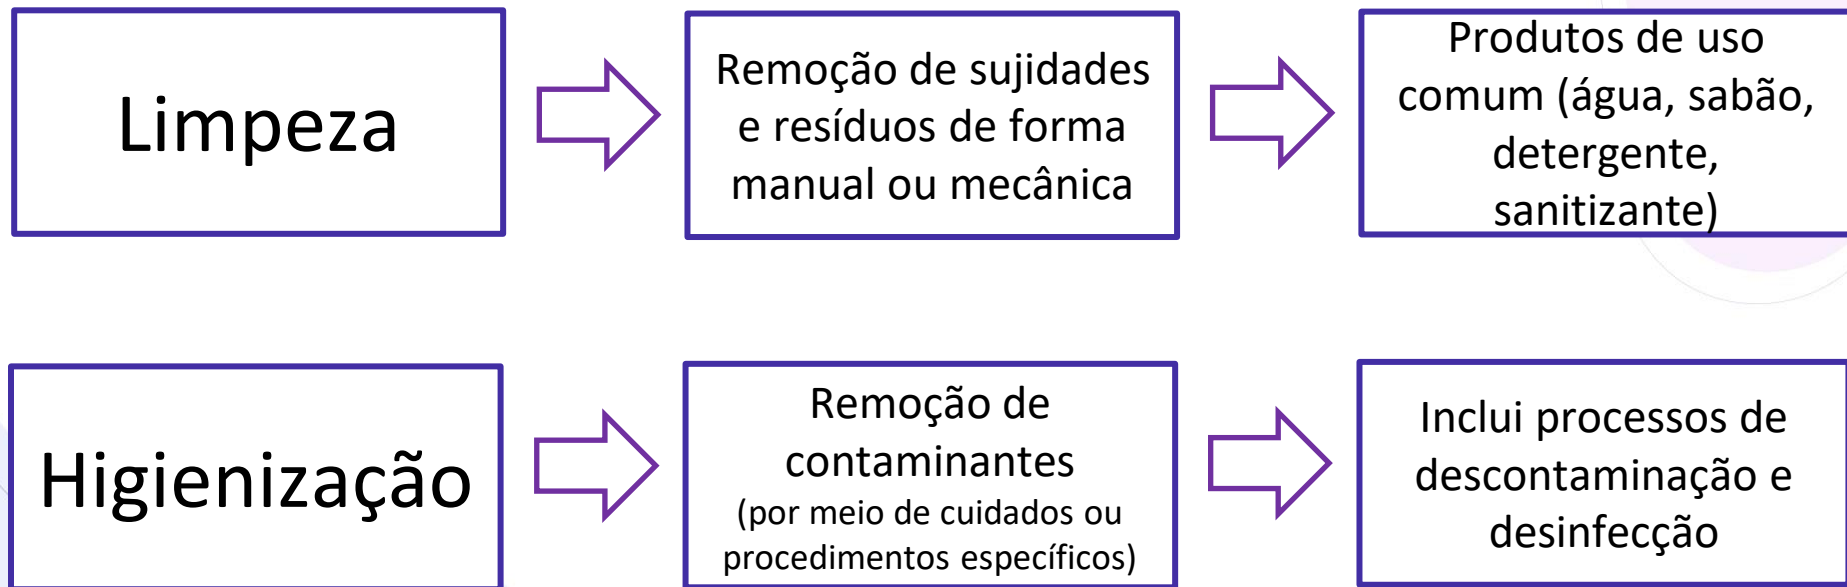 Limpeza
Remoção de sujidades
e resíduos de forma
manual ou mecânica
Produtos de uso
comum (água, sabão,
detergente,
sanitizante)
Higienização
Remoção de
contaminantes
(por meio de cuidados ou
procedimentos específicos)
Inclui processos de
descontaminação e
desinfecção